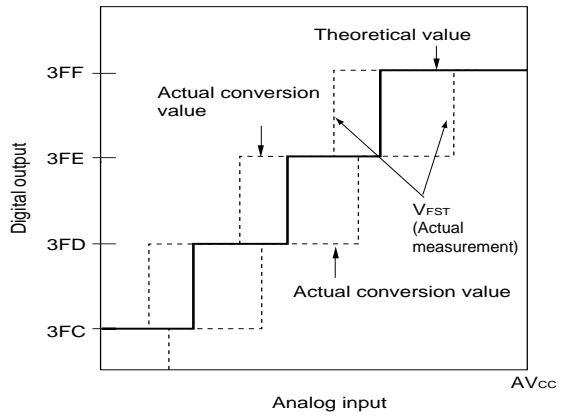 Theoretical value
3FF
Actual conversion
value
3FE
Digital output
VFST
(Actual
measurement)
3FD
Actual conversion value
3FC
AVCC
Analog input